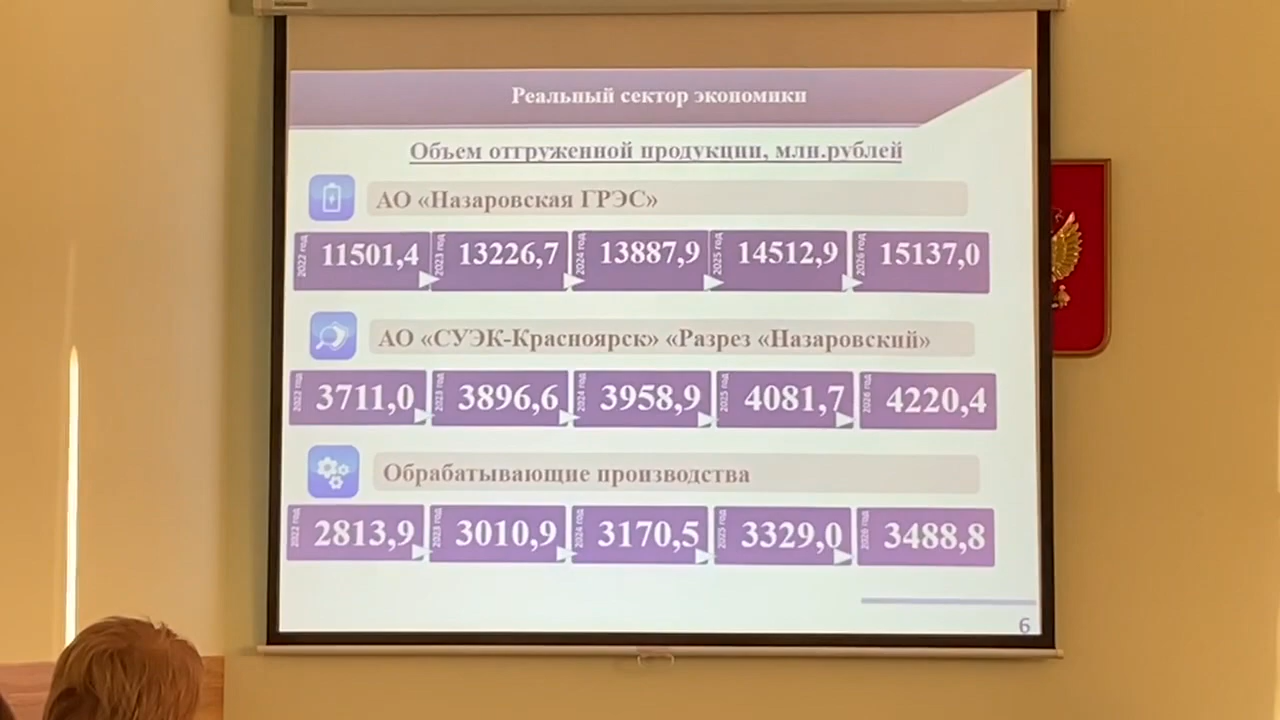 Реальный сектор экономики
Объем отгруженной продукции, млн.рублей
АО «Назаровская ГРЭС»
2022 год 11501,4 2023 год 13226,7 2024 год 13887,9 2025 год 14512,9 2026 год 15137,0
АО «СУЭК-Красноярск» «Разрез «Назаровский»
2022 год 3711,0 2023 год 3896,6 2024 год 3958,9 2025 год 4081,7 2026 год 4220,4
Обрабатывающие производства
2022 год 2813,9 2023 год 3010,9 2024 год 3170,5 2025 год 3329,0 2026 год 3488,8
6